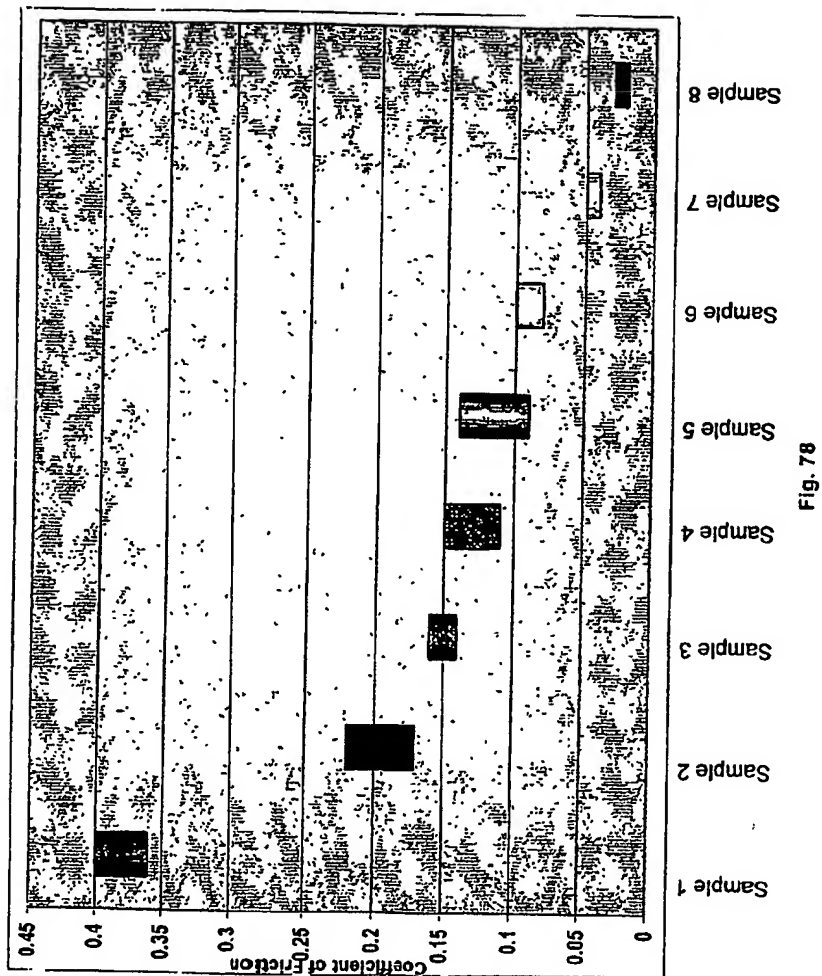 Coefficient of Friction
0.45
0.4
0.35
0.3
0.25
0.2
0.15
0.1
0.05
0
Sample 1
Sample 2
Sample 3
Sample 4
Sample 5
Sample 6
Sample 7
Sample 8
Fig. 78